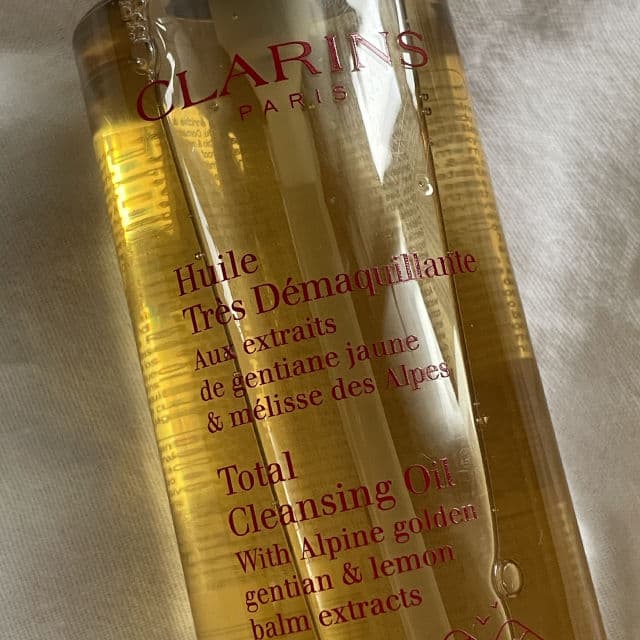 CLARINS
PARIS
Huile
Très Démaquillante
Aux extraits
de gentiane jaune
& mélisse des Alpes
Total
Cleansing Oil
With Alpine golden
gentian & lemon
balm extracts